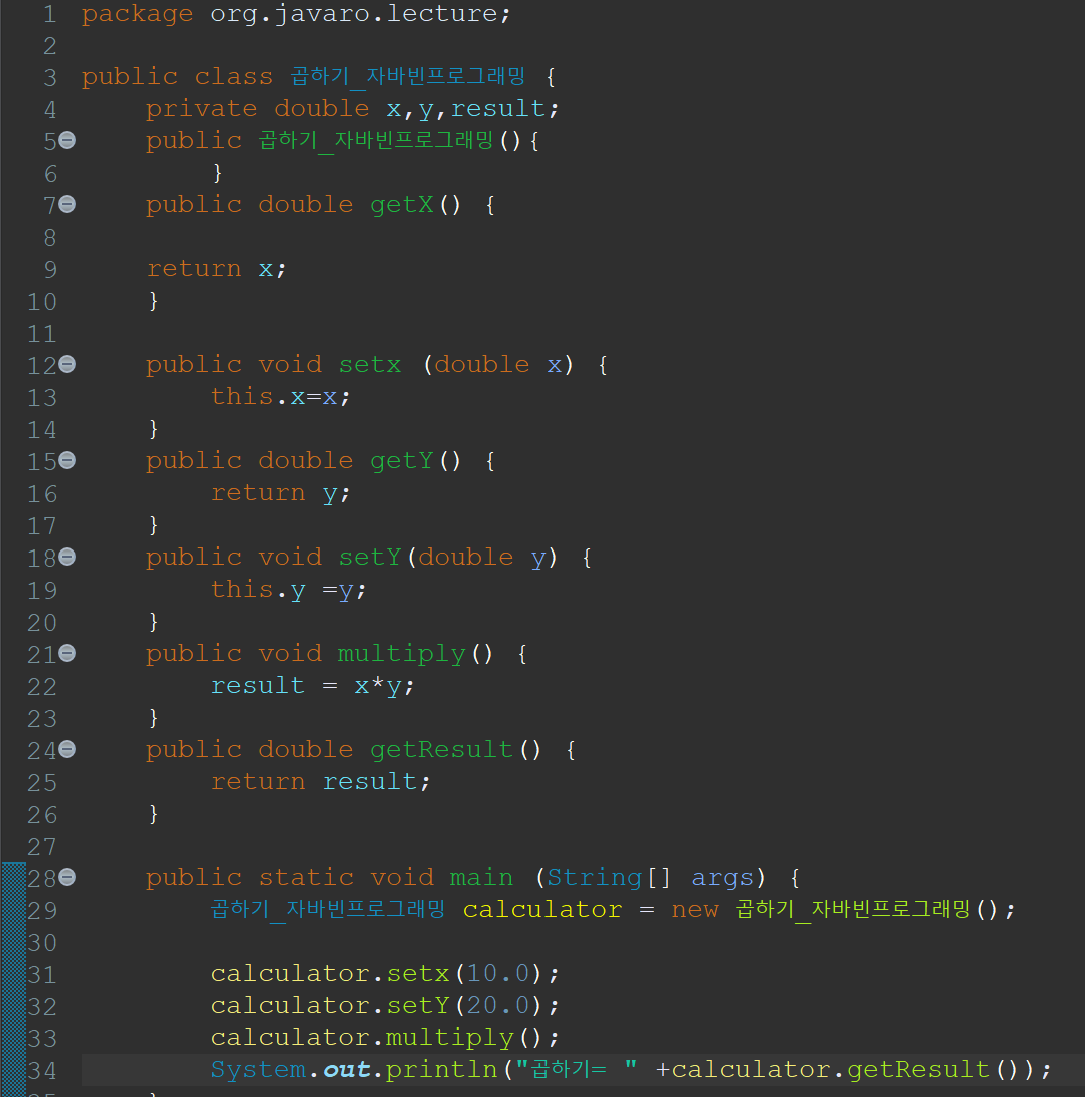 1 package org.javaro.lecture;
2
3 public class 곱하기_자바빈프로그래밍 {
4 private double x,y,result;
5 public 곱하기_자바빈프로그래밍(){
6 }
7 public double getX() {
8
9 return x;
10 }
11
12 public void setx (double x) {
13 this.x=x;
14 }
15 public double getY() {
16 return y;
17 }
18 public void setY(double y) {
19 this.y =y;
20 }
21 public void multiply() {
22 result = x*y;
23 }
24 public double getResult() {
25 return result;
26 }
27
28 public static void main (String[] args) {
29 곱하기_자바빈프로그래밍 calculator = new 곱하기_자바빈프로그래밍();
30
31 calculator.setx(10.0);
32 calculator.setY(20.0);
33 calculator.multiply();
34 System.out.println("곱하기= " +calculator.getResult());